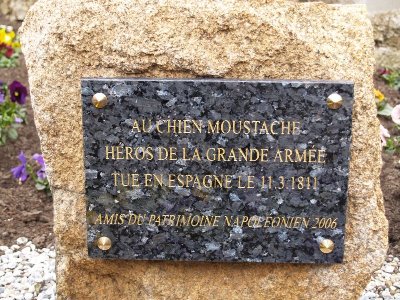 AU CHIEN MOUSTACHE
HÉROS DE LA GRANDE ARMÉE
TUÉ EN ESPAGNE LE 11.3.1811
AMIS DU PATRIMOINE NAPOLÉONIEN 2006